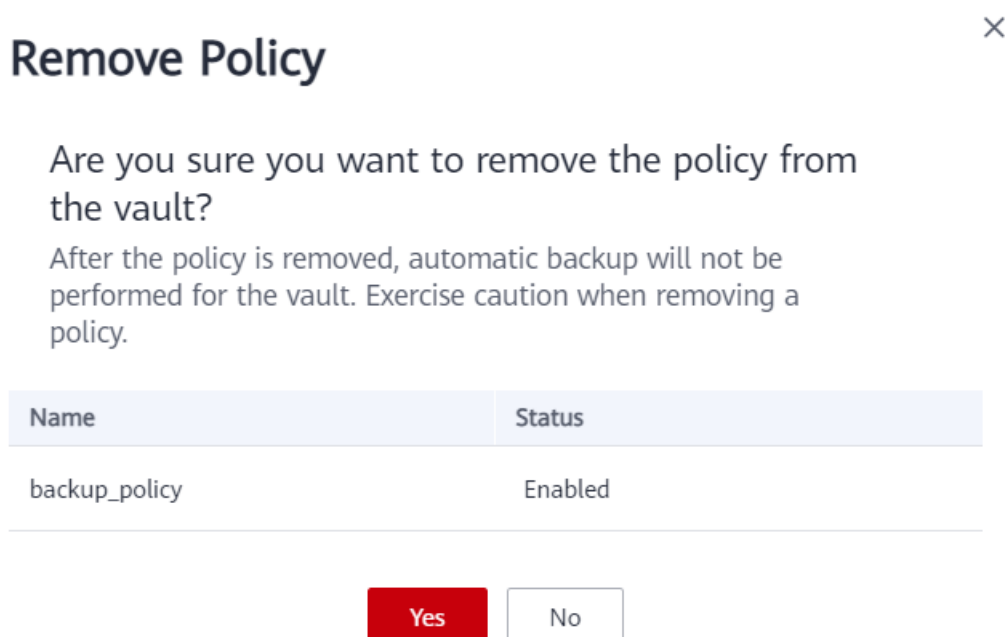 Remove Policy
Are you sure you want to remove the policy from
the vault?
After the policy is removed, automatic backup will not be
performed for the vault. Exercise caution when removing a
policy.
Name Status
backup_policy Enabled
Yes No